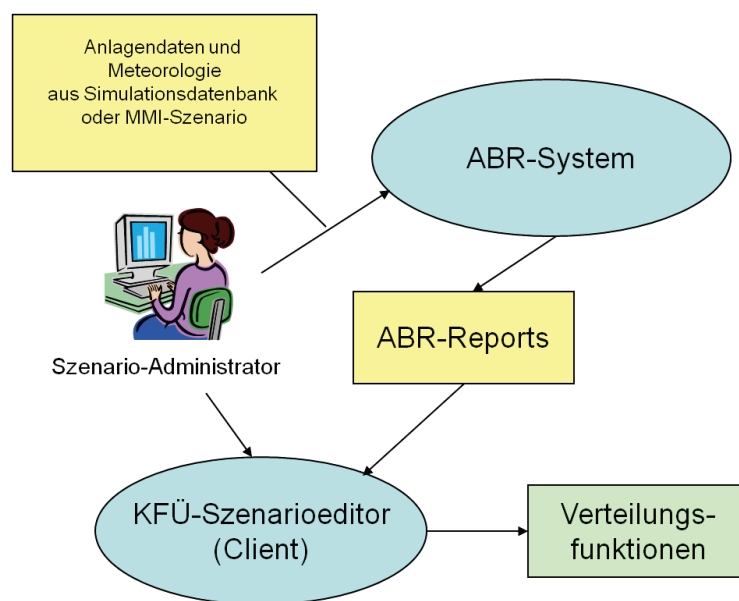 Anlagendaten und
Meteorologie
aus Simulationsdatenbank
oder MMI-Szenario
ABR-System
ABR-Reports
Szenario-Administrator
KFÜ-Szenarioeditor
(Client)
Verteilungs-
funktionen